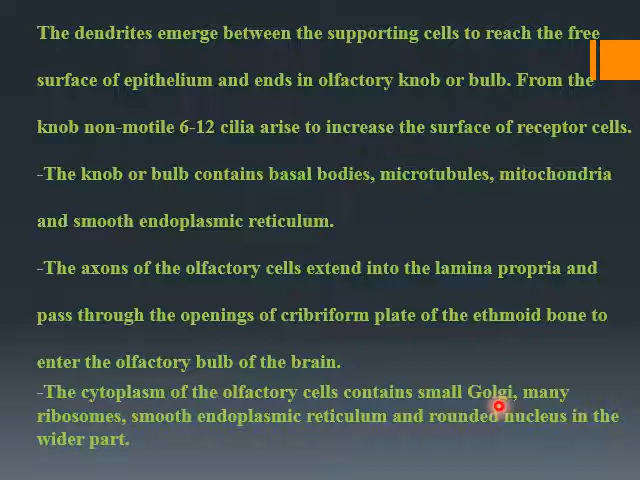 The dendrites emerge between the supporting cells to reach the free
surface of epithelium and ends in olfactory knob or bulb. From the
knob non-motile 6-12 cilia arise to increase the surface of receptor cells.
-The knob or bulb contains basal bodies, microtubules, mitochondria
and smooth endoplasmic reticulum.
-The axons of the olfactory cells extend into the lamina propria and
pass through the openings of cribriform plate of the ethmoid bone to
enter the olfactory bulb of the brain.
-The cytoplasm of the olfactory cells contains small Golgi, many
ribosomes, smooth endoplasmic reticulum and rounded nucleus in the
wider part.